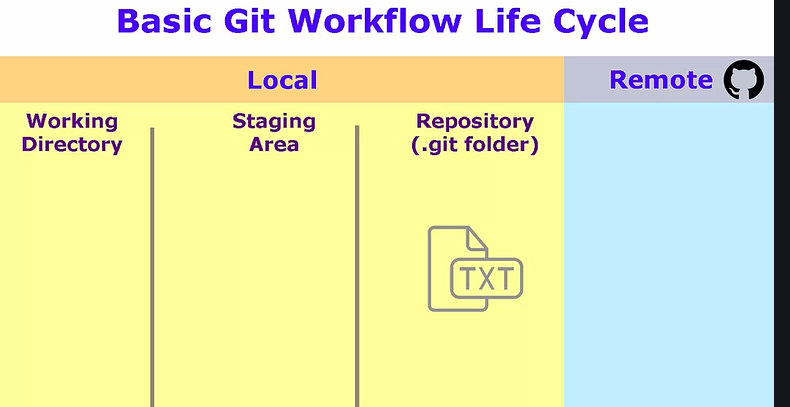 Basic Git Workflow Life Cycle
Local
Remote
Working
Directory
Staging
Area
Repository
(.git folder)
TXT